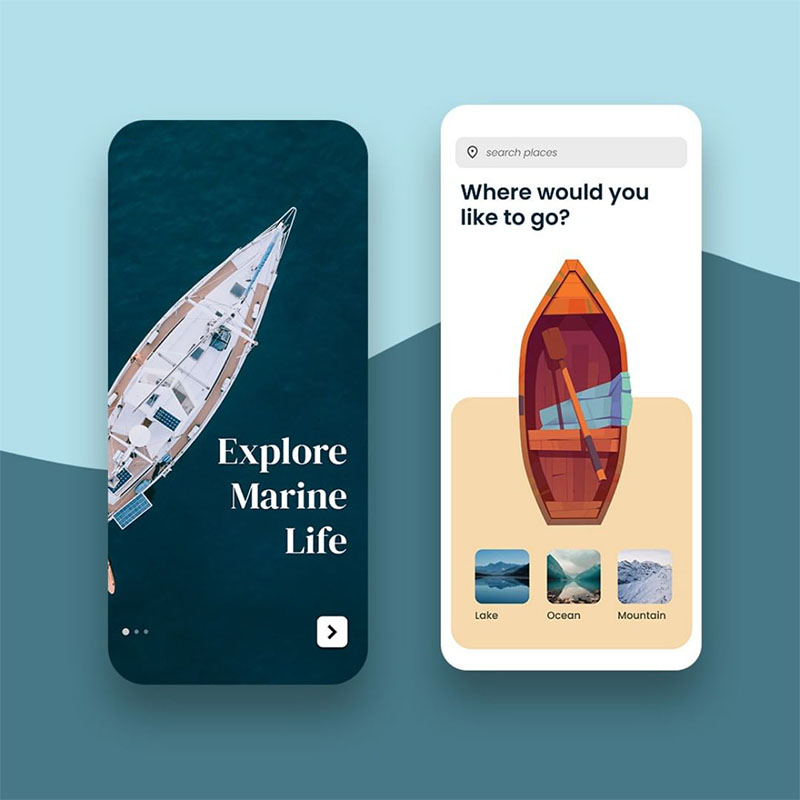 Explore
Marine
Life
search places
Where would you
like to go?
Lake
Ocean
Mountain